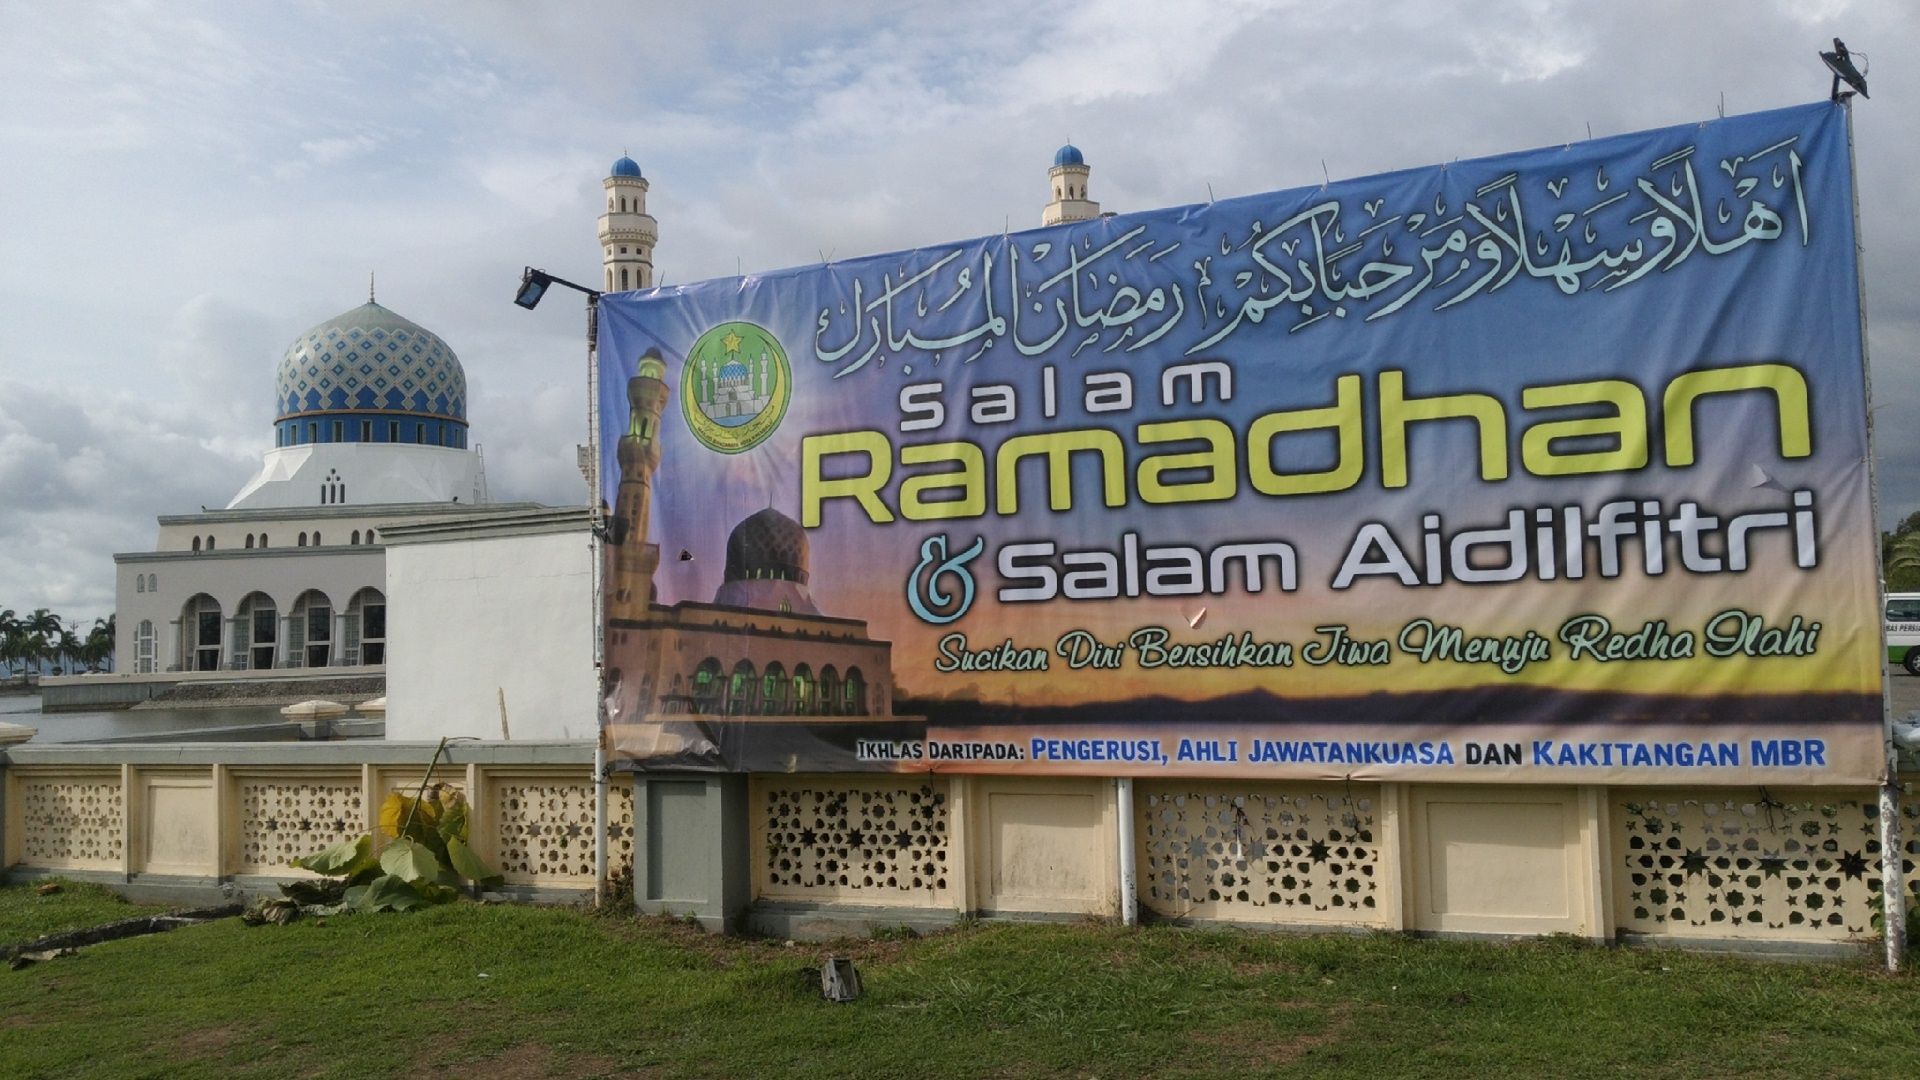 اهلا وسهلا ومرحبا بكم رمضان المبارك
Salam
Ramadhan
& Salam Aidilfitri
Sucikan Diri Bersihkan Jiwa Menuju Redha Ilahi
IKHLAS DARIPADA: PENGERUSI, AHLI JAWATANKUASA DAN KAKITANGAN MBR